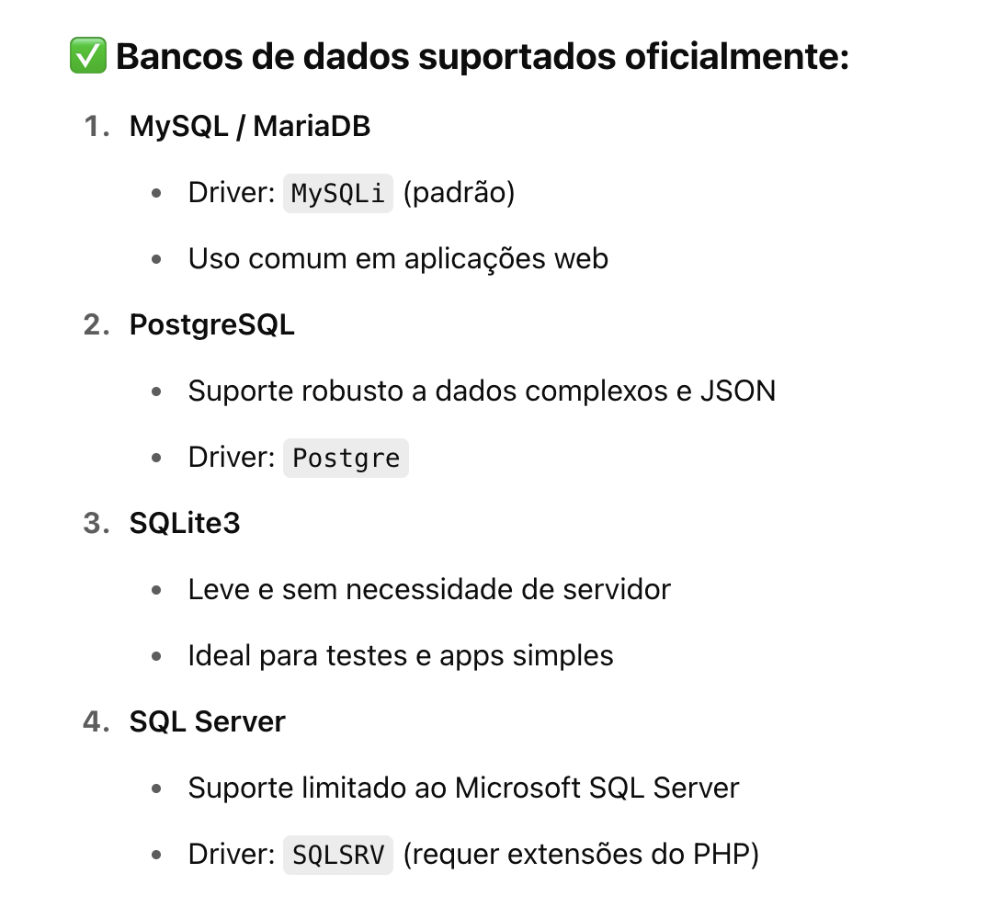 ✅ Bancos de dados suportados oficialmente:
1. MySQL / MariaDB
• Driver: MySQLi (padrão)
• Uso comum em aplicações web
2. PostgreSQL
• Suporte robusto a dados complexos e JSON
• Driver: Postgre
3. SQLite3
• Leve e sem necessidade de servidor
• Ideal para testes e apps simples
4. SQL Server
• Suporte limitado ao Microsoft SQL Server
• Driver: SQLSRV (requer extensões do PHP)